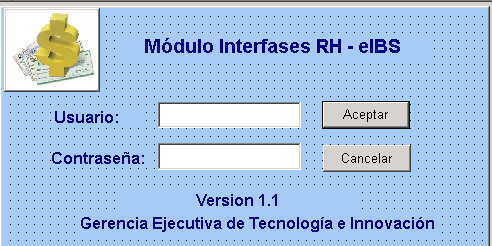 Módulo Interfases RH - eIBS
Usuario:
Aceptar
Contraseña:
Cancelar
Version 1.1
Gerencia Ejecutiva de Tecnología e Innovación